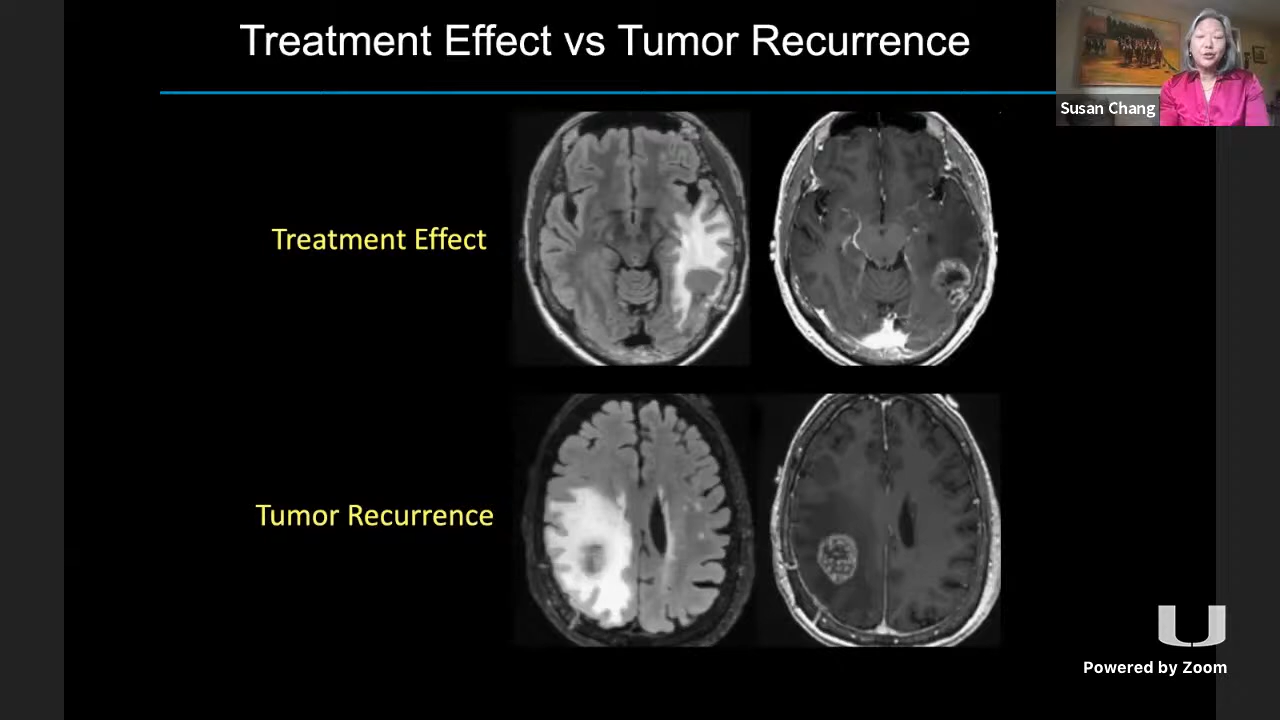 Treatment Effect vs Tumor Recurrence
Susan Chang
Treatment Effect
Tumor Recurrence
U
Powered by Zoom